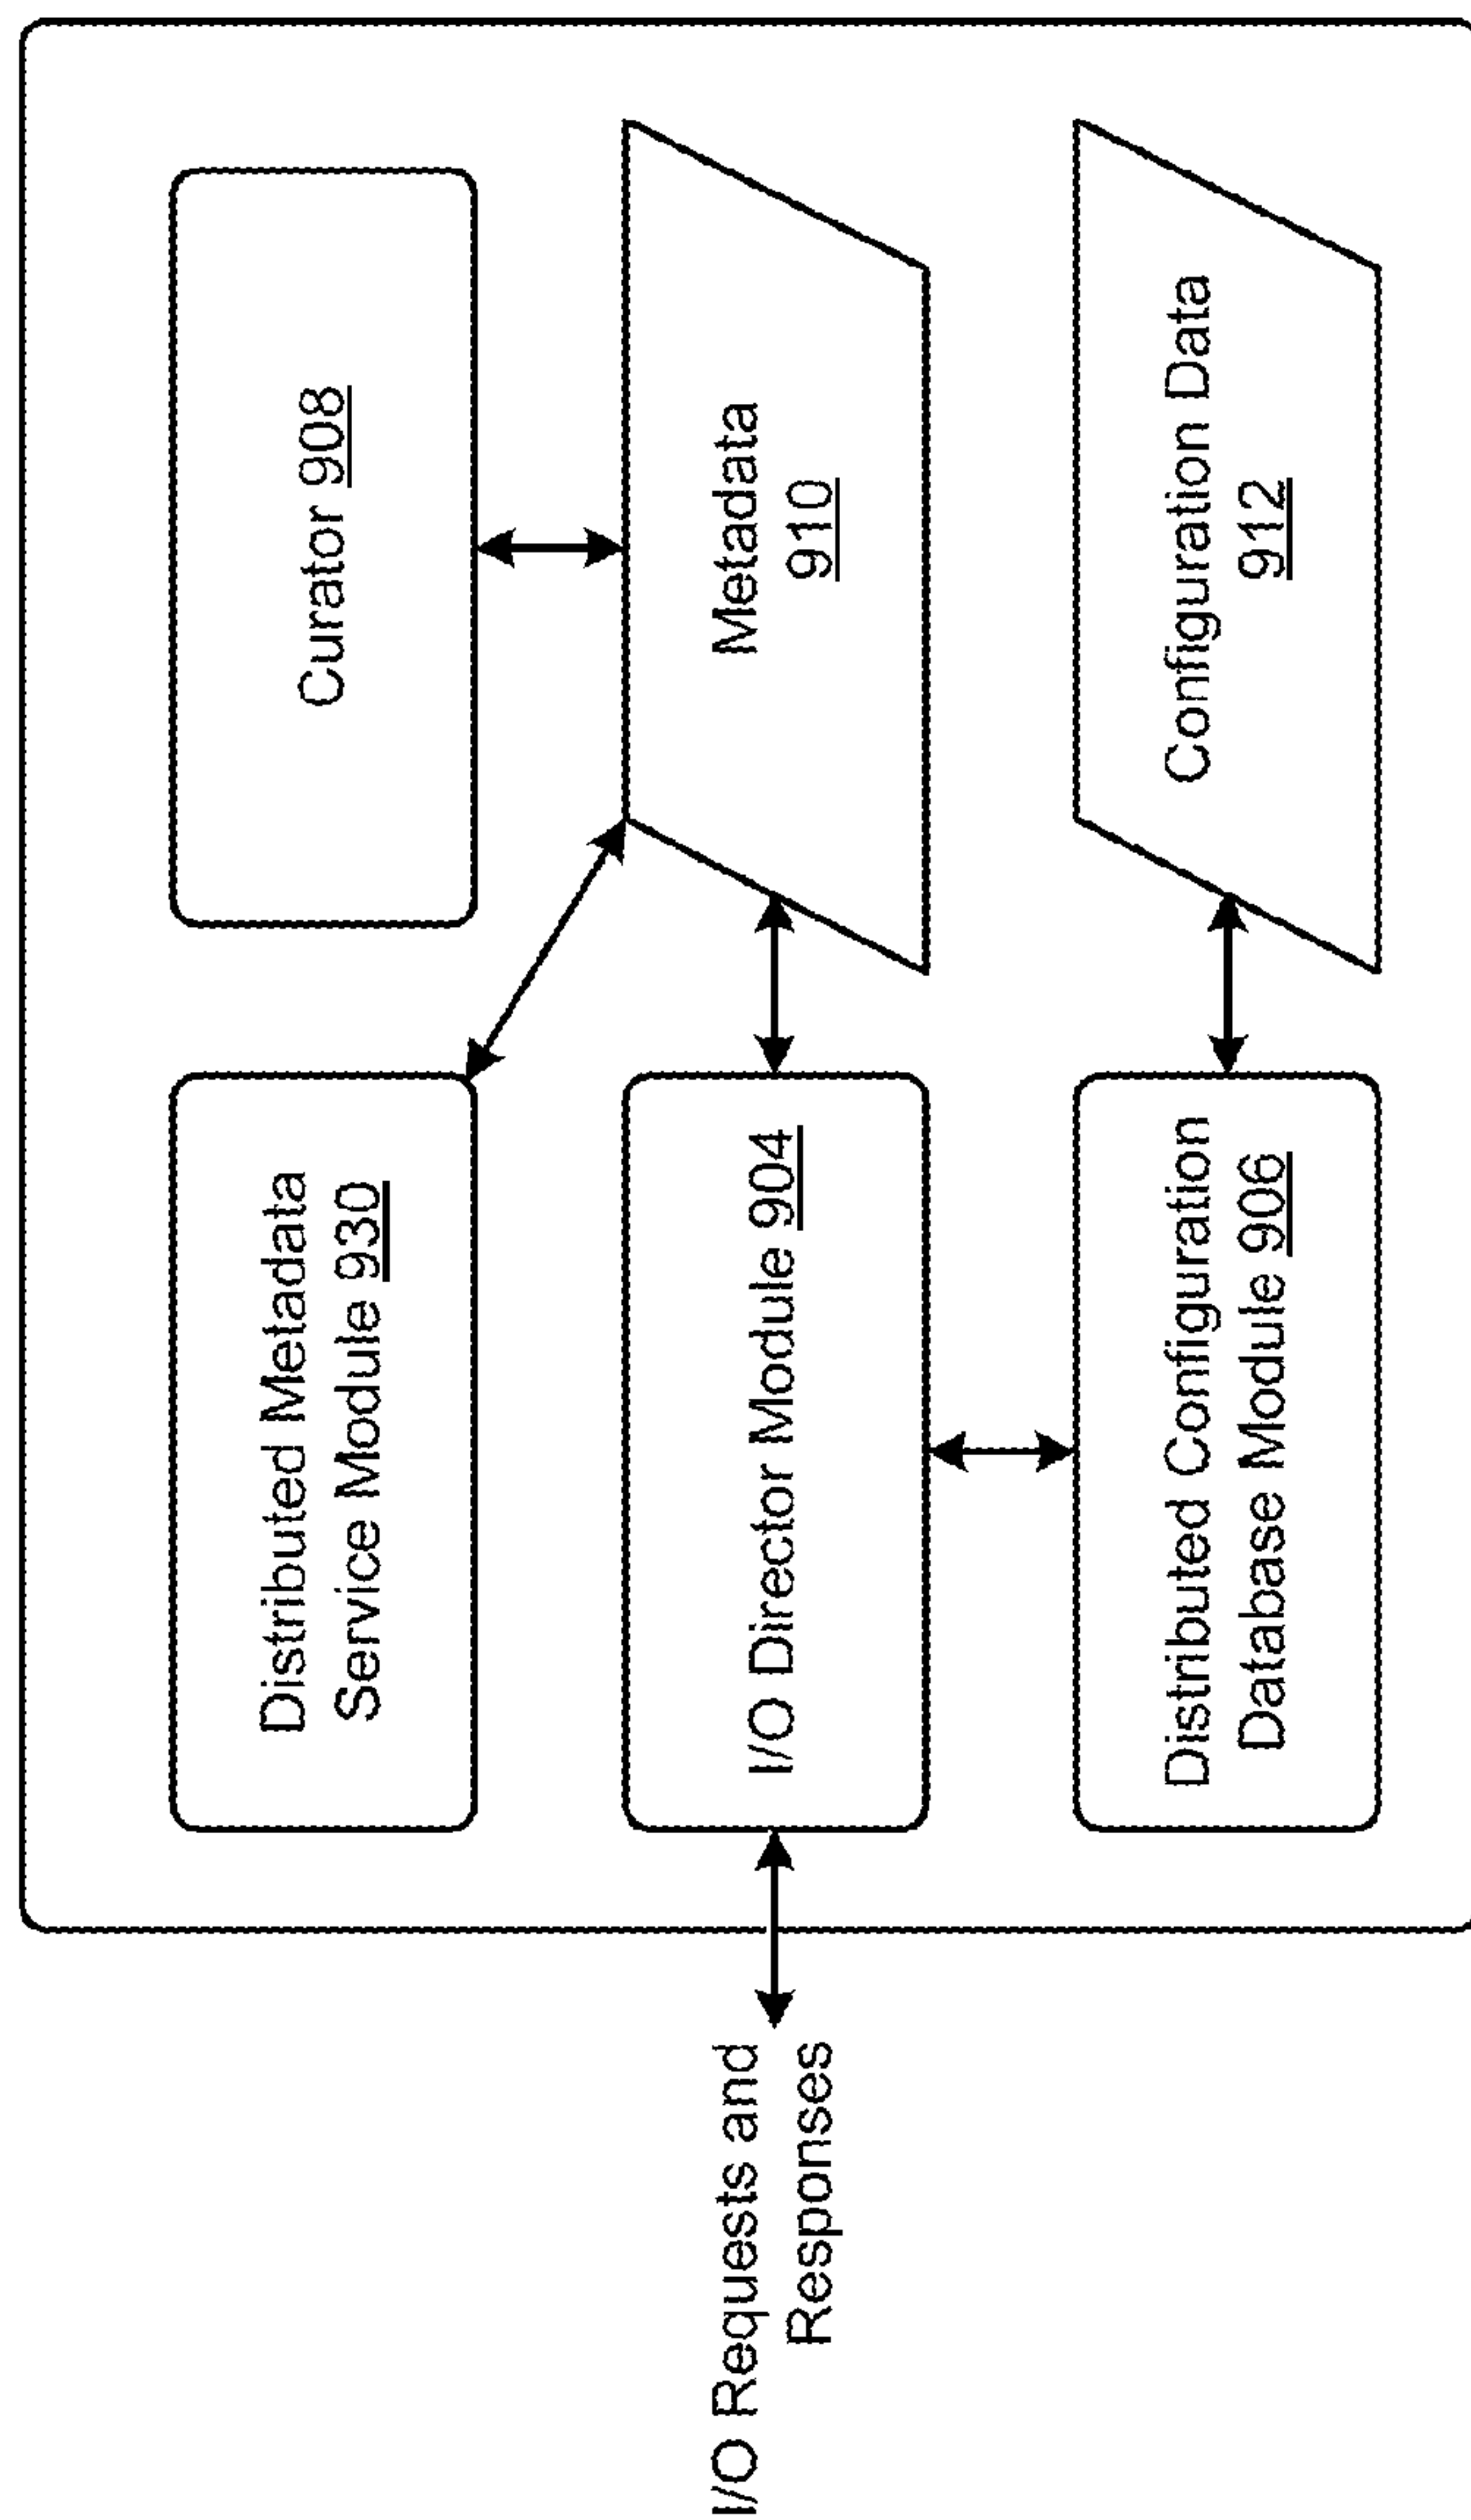 Distributed Metadata
Service Module 930
Curator 908
I/O Requests and
Responses
I/O Director Module 904
Metadata
910
Distributed Configuration
Database Module 906
Configuration Data
912